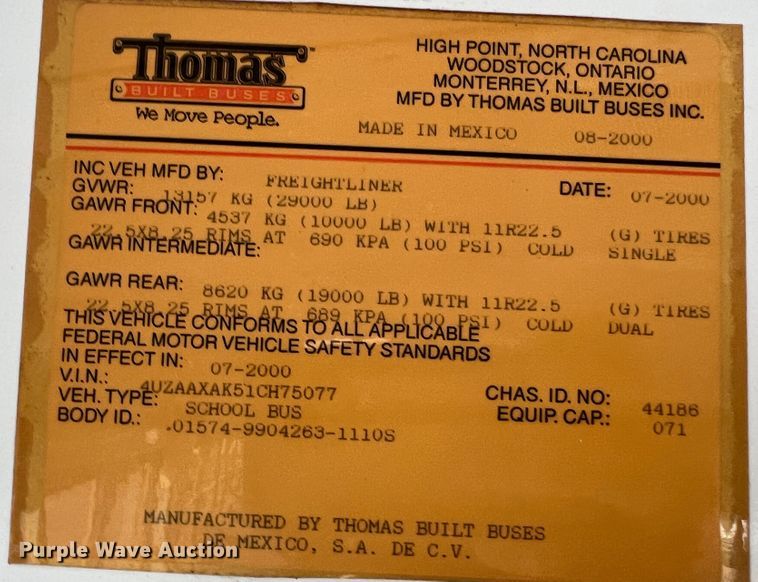 Thomas™
BUILT BUSES
We Move People.
HIGH POINT, NORTH CAROLINA
WOODSTOCK, ONTARIO
MONTERREY, N.L., MEXICO
MFD BY THOMAS BUILT BUSES INC.
MADE IN MEXICO 08-2000
INC VEH MFD BY: FREIGHTLINER DATE: 07-2000
GVWR: 13157 KG (29000 LB)
GAWR FRONT: 4537 KG (10000 LB) WITH 11R22.5 (G) TIRES
22.5X8.25 RIMS AT 690 KPA (100 PSI) COLD SINGLE
GAWR INTERMEDIATE:
GAWR REAR: 8620 KG (19000 LB) WITH 11R22.5 (G) TIRES
22.5X8.25 RIMS AT 689 KPA (100 PSI) COLD DUAL
THIS VEHICLE CONFORMS TO ALL APPLICABLE
FEDERAL MOTOR VEHICLE SAFETY STANDARDS
IN EFFECT IN: 07-2000
V.I.N.: 4UZAAXAK51CH75077 CHAS. ID. NO: 44186
VEH. TYPE: SCHOOL BUS EQUIP. CAP.: 071
BODY ID.: .01574-9904263-1110S
MANUFACTURED BY THOMAS BUILT BUSES
DE MEXICO, S.A. DE C.V.
Purple Wave Auction